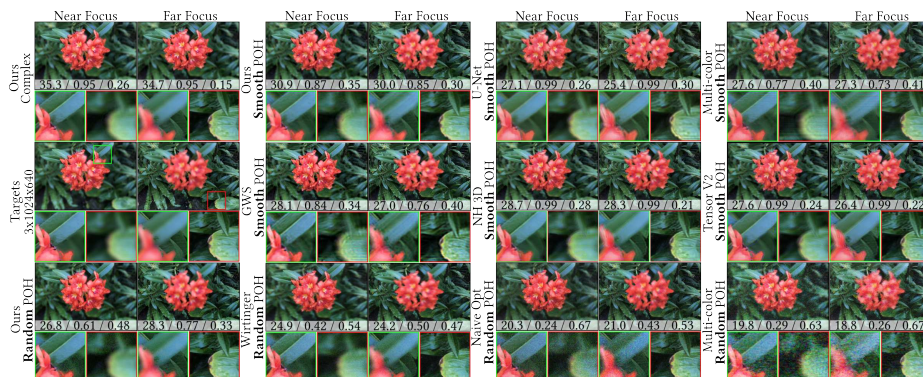 Near Focus Far Focus Near Focus Far Focus Near Focus Far Focus Near Focus Far Focus
Ours Complex
35.3 / 0.95 / 0.26 34.7 / 0.95 / 0.15
Ours Smooth POH
30.9 / 0.87 / 0.35 30.0 / 0.85 / 0.30
U-Net Smooth POH
27.1 / 0.99 / 0.26 25.4 / 0.99 / 0.30
Multi-color Smooth POH
27.6 / 0.77 / 0.40 27.3 / 0.73 / 0.41
Targets 3x1024x640
GWS Smooth POH
28.1 / 0.84 / 0.34 27.0 / 0.76 / 0.40
NH 3D Smooth POH
28.7 / 0.99 / 0.28 28.3 / 0.99 / 0.21
Tensor V2 Smooth POH
27.6 / 0.99 / 0.24 26.4 / 0.99 / 0.22
Ours Random POH
26.8 / 0.61 / 0.48 28.3 / 0.77 / 0.33
Wirtinger Random POH
24.9 / 0.42 / 0.54 24.2 / 0.50 / 0.47
Naive Opt Random POH
20.3 / 0.24 / 0.67 21.0 / 0.43 / 0.53
Multi-color Random POH
19.8 / 0.29 / 0.63 18.8 / 0.26 / 0.62